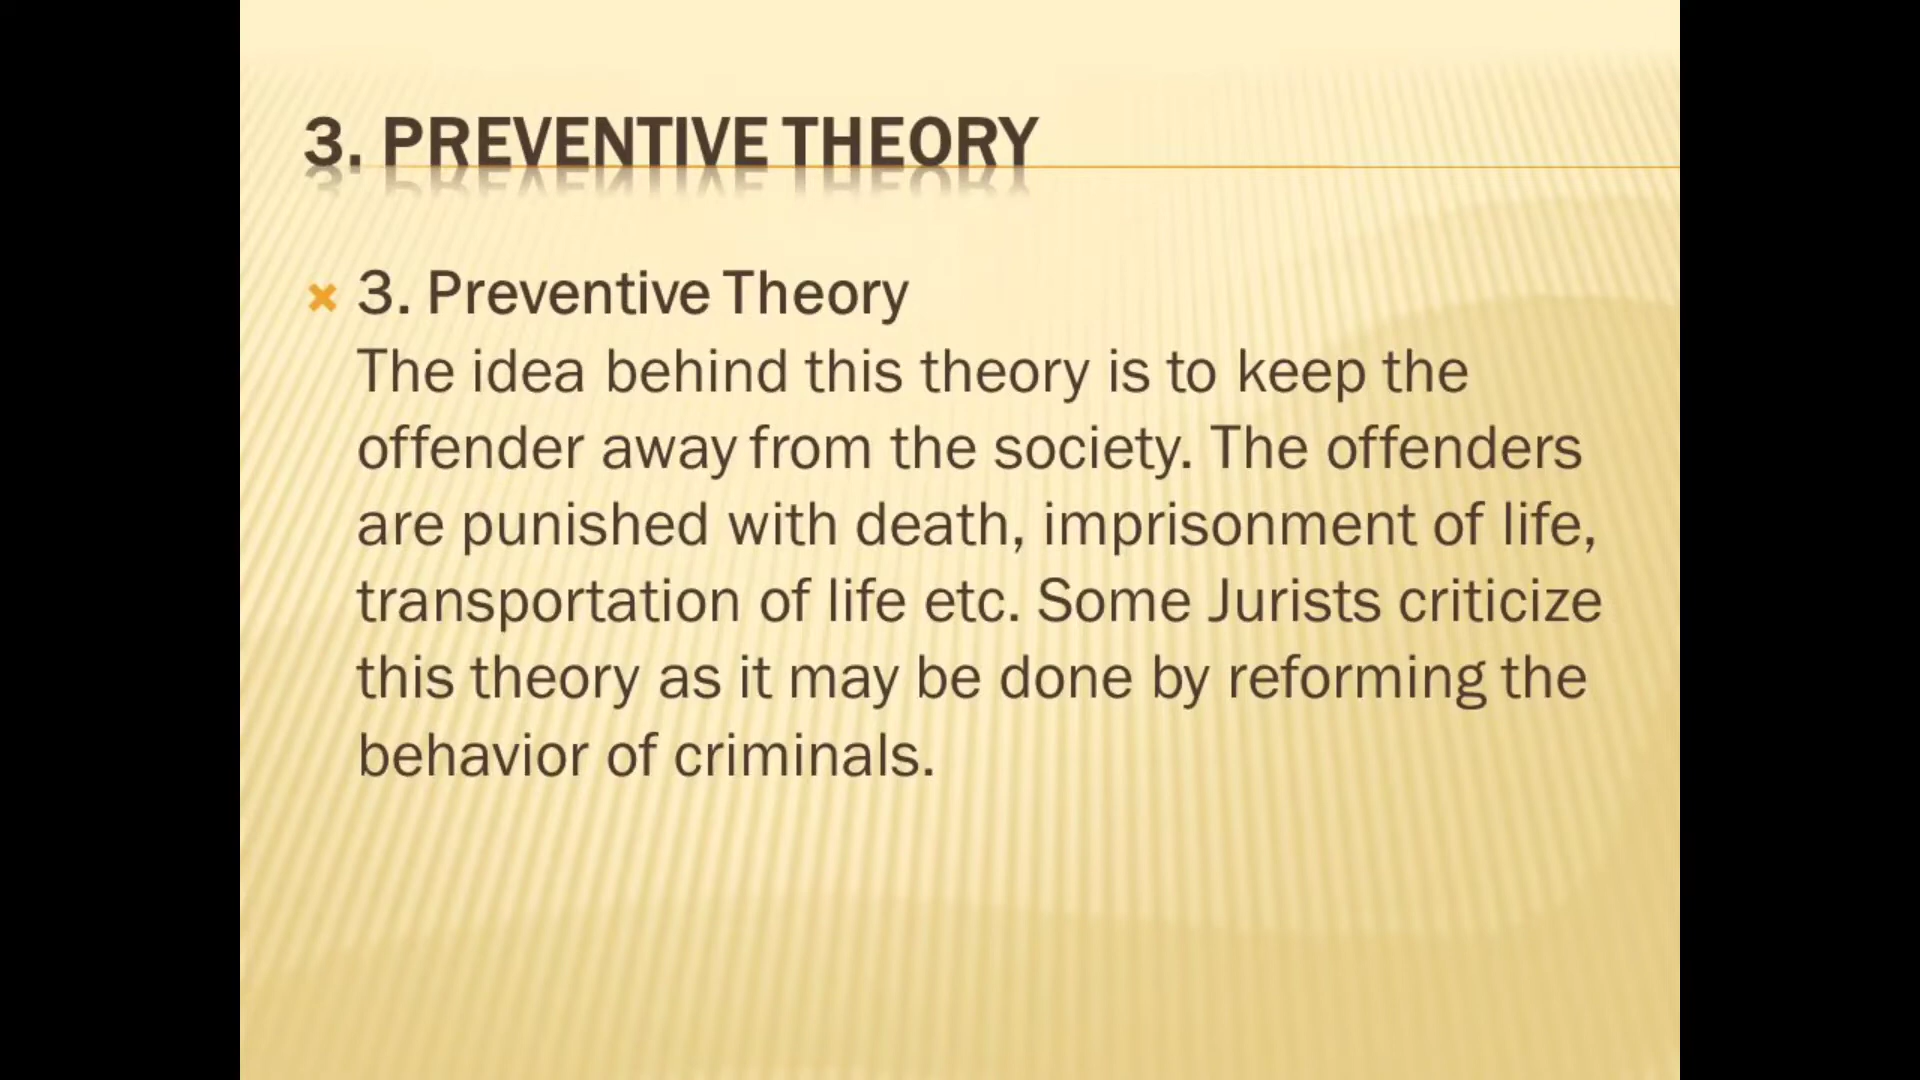 3. PREVENTIVE THEORY
3. Preventive Theory
The idea behind this theory is to keep the
offender away from the society. The offenders
are punished with death, imprisonment of life,
transportation of life etc. Some Jurists criticize
this theory as it may be done by reforming the
behavior of criminals.